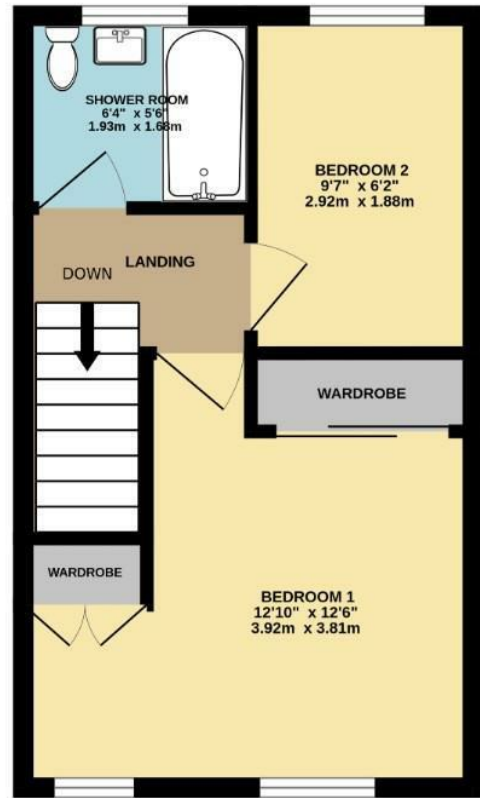 SHOWER ROOM
6'4" x 5'6"
1.93m x 1.68m
BEDROOM 2
9'7" x 6'2"
2.92m x 1.88m
LANDING
DOWN
WARDROBE
WARDROBE
BEDROOM 1
12'10" x 12'6"
3.92m x 3.81m